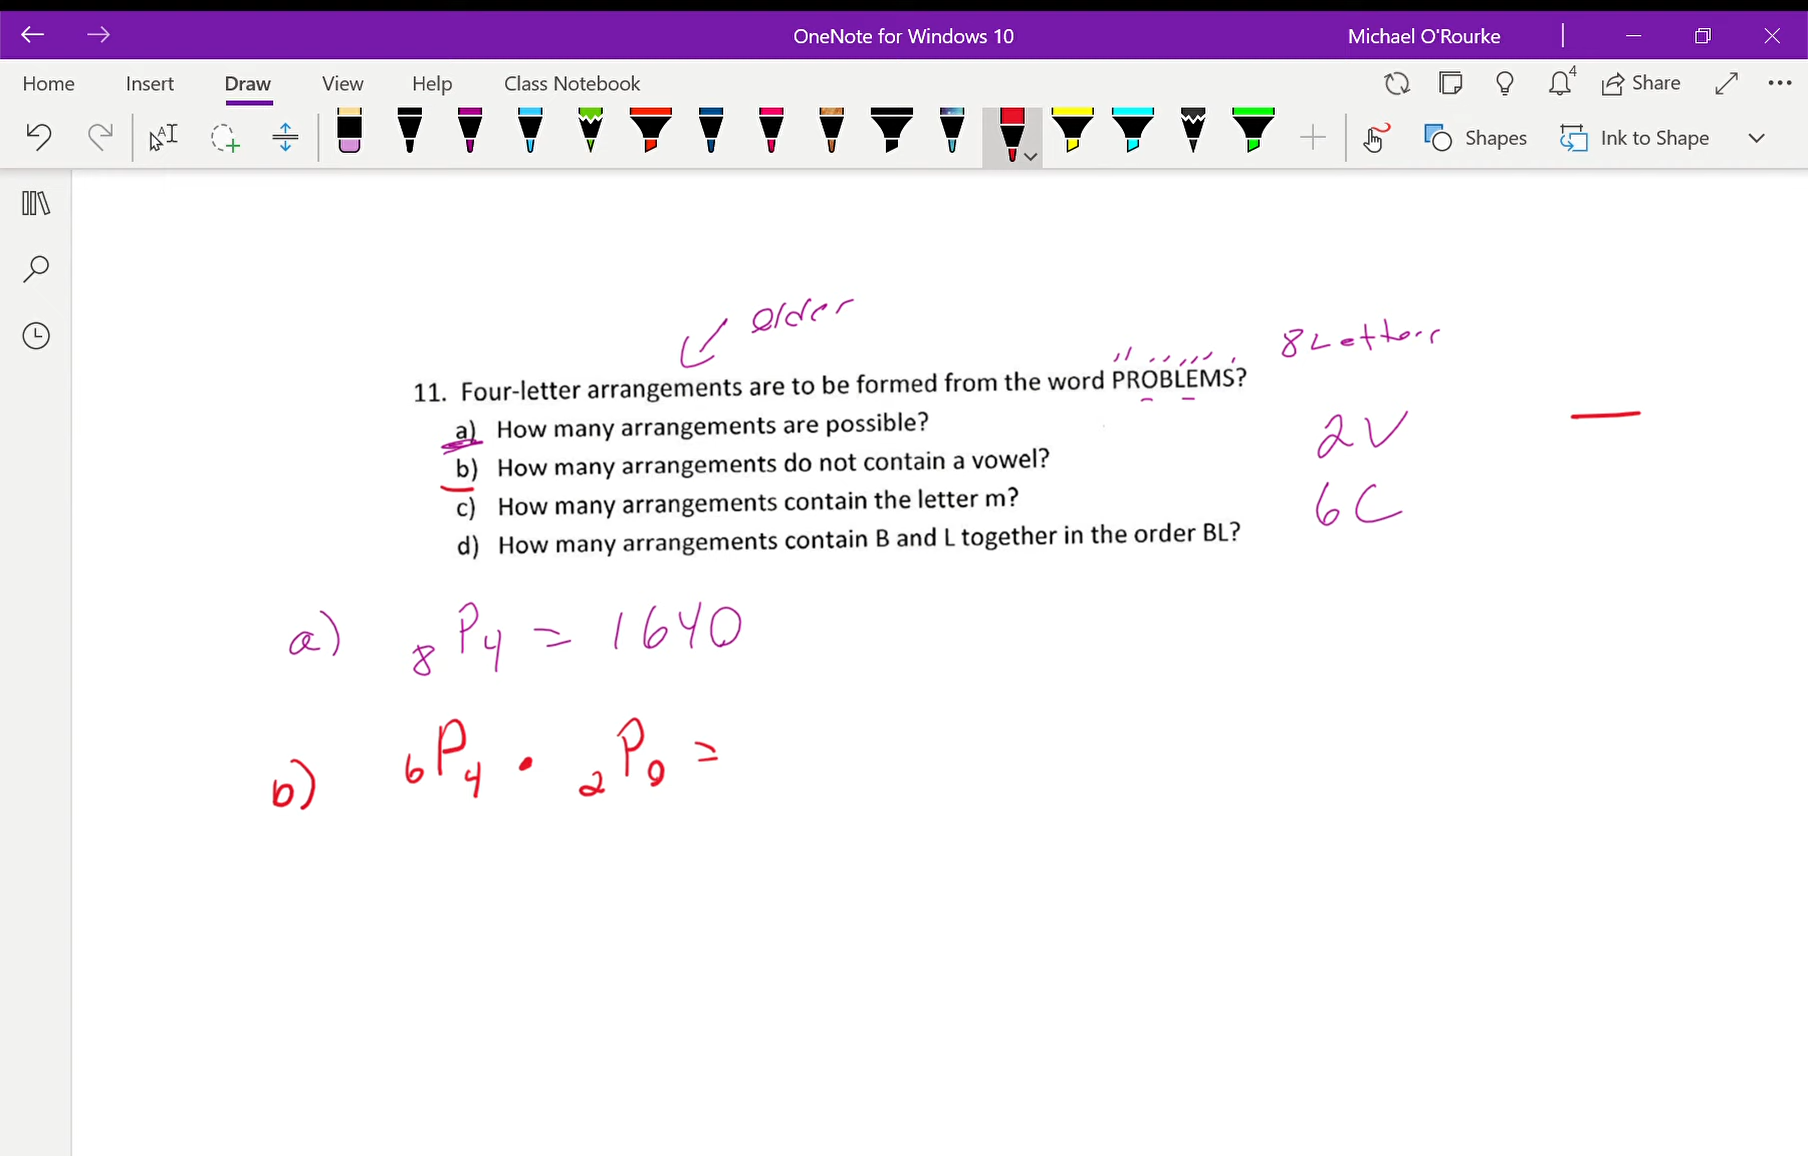 OneNote for Windows 10
Michael O'Rourke
Home Insert Draw View Help Class Notebook
4 Share
Shapes Ink to Shape
order
8 Letters
11. Four-letter arrangements are to be formed from the word PROBLEMS?
a) How many arrangements are possible?
2V
b) How many arrangements do not contain a vowel?
c) How many arrangements contain the letter m?
6C
d) How many arrangements contain B and L together in the order BL?
a) 8P4 = 1640
b) 6P4 · 2P0 =